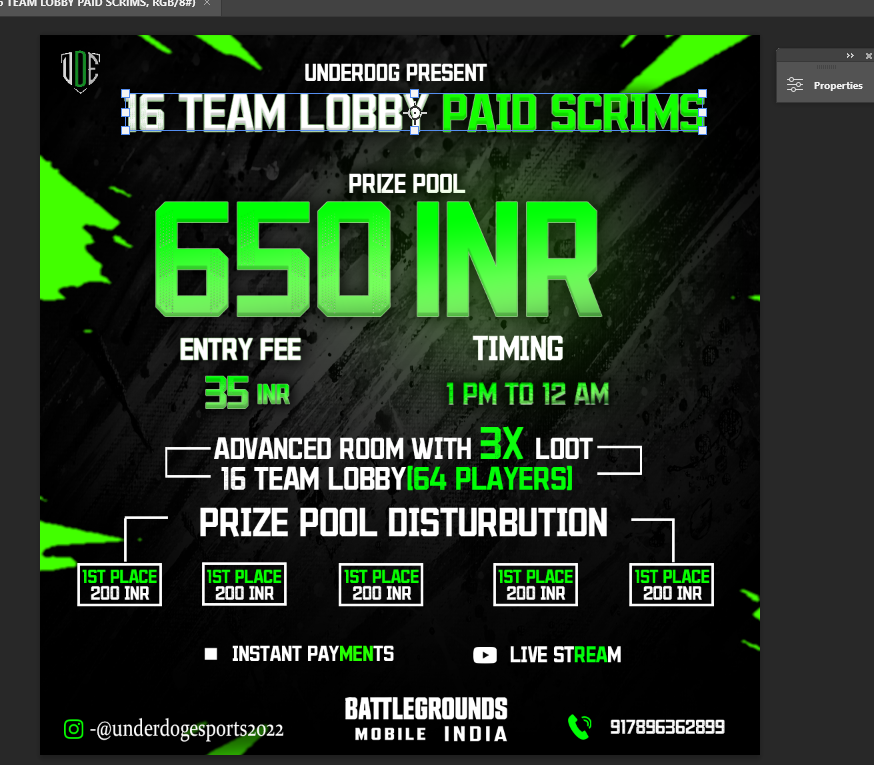 6 TEAM LOBBY PAID SCRIMS, RGB/8#) ×
Properties
UDE
UNDERDOG PRESENT
16 TEAM LOBBY PAID SCRIMS
PRIZE POOL
650 INR
ENTRY FEE
TIMING
35 INR
1 PM TO 12 AM
ADVANCED ROOM WITH 3X LOOT
16 TEAM LOBBY[64 PLAYERS]
PRIZE POOL DISTURBUTION
1ST PLACE
200 INR
1ST PLACE
200 INR
1ST PLACE
200 INR
1ST PLACE
200 INR
1ST PLACE
200 INR
INSTANT PAYMENTS
LIVE STREAM
-@underdogesports2022
BATTLEGROUNDS
MOBILE INDIA
917896362899